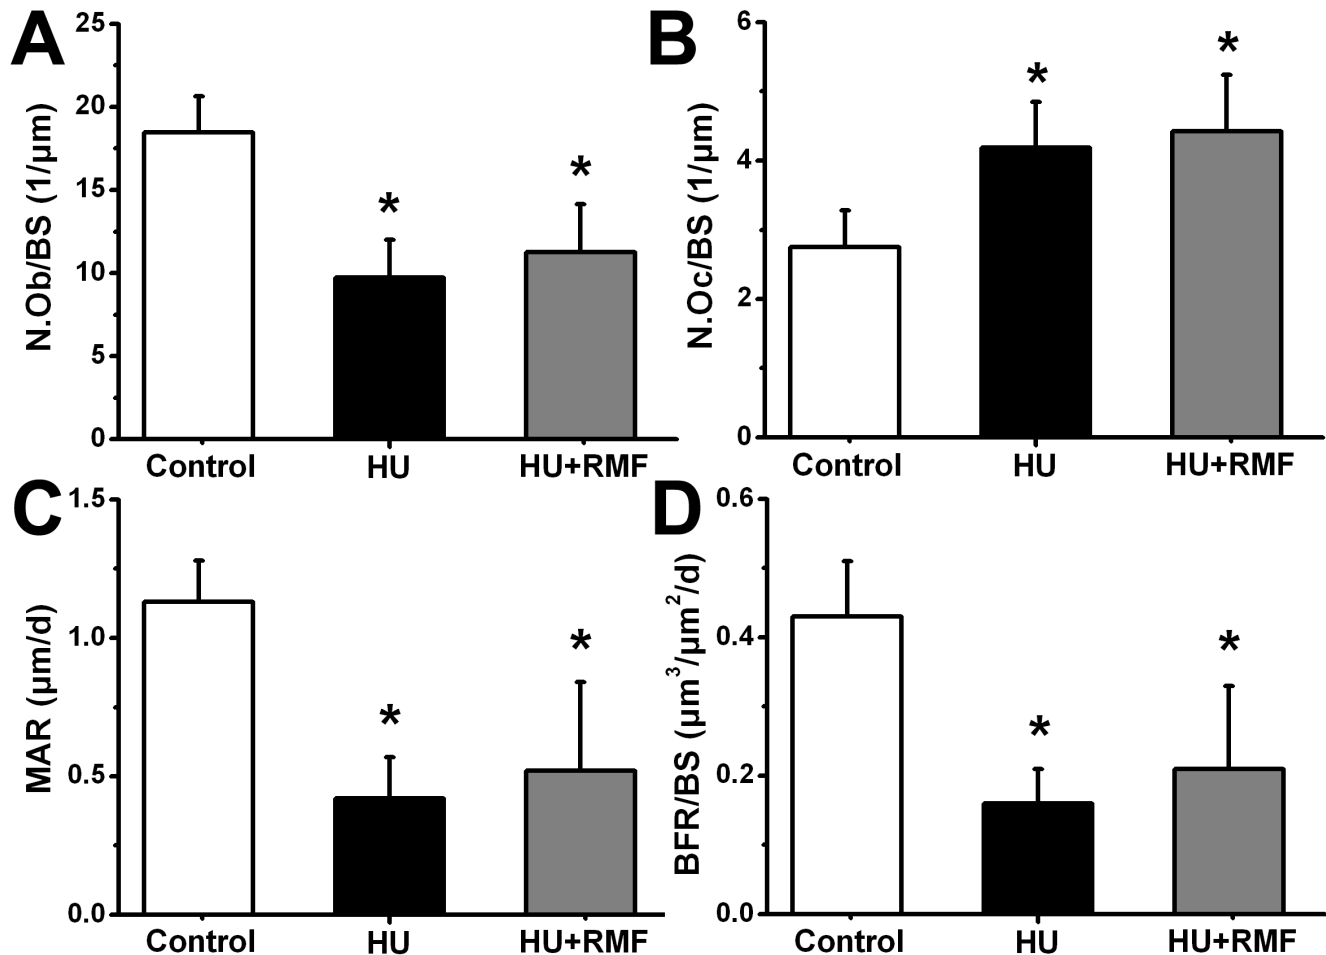 A
N.Ob/BS (1/µm)
25
20
15
10
5
0
*
*
Control
HU
HU+RMF
B
N.Oc/BS (1/µm)
6
4
2
0
*
*
Control
HU
HU+RMF
C
MAR (µm/d)
1.5
1.0
0.5
0.0
*
*
Control
HU
HU+RMF
D
BFR/BS (µm³/µm²/d)
0.6
0.4
0.2
0.0
*
*
Control
HU
HU+RMF